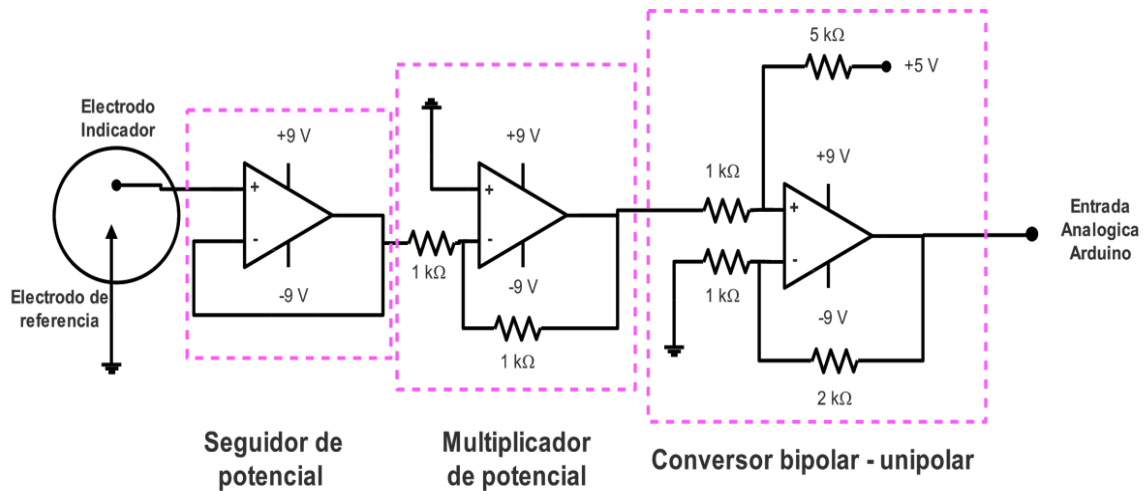 Electrodo
Indicador
Electrodo de
referencia
+9 V
+
-
-9 V
1 kΩ
+9 V
+
-
-9 V
1 kΩ
5 kΩ
+5 V
1 kΩ
+9 V
+
-
1 kΩ
-9 V
2 kΩ
Entrada
Analogica
Arduino
Seguidor de
potencial
Multiplicador
de potencial
Conversor bipolar - unipolar